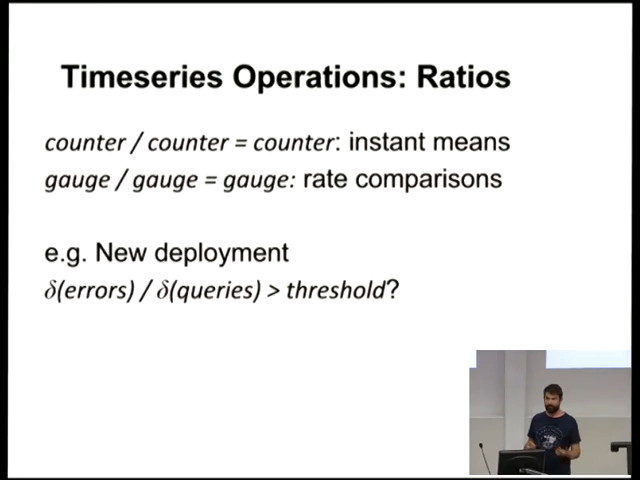 Timeseries Operations: Ratios
counter / counter = counter: instant means
gauge / gauge = gauge: rate comparisons
e.g. New deployment
δ(errors) / δ(queries) > threshold?